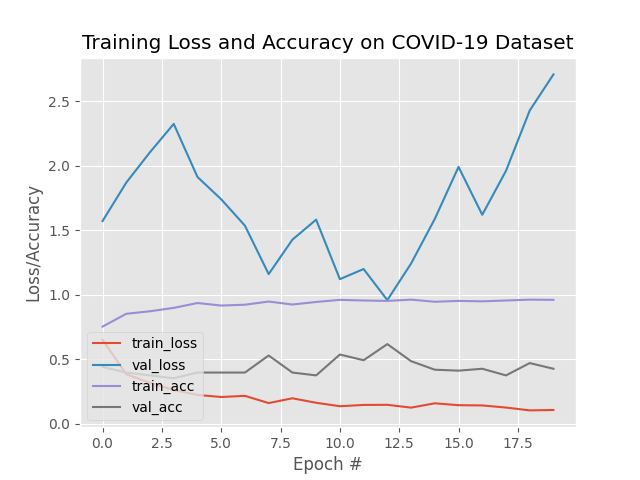 Training Loss and Accuracy on COVID-19 Dataset
2.5
2.0
1.5
1.0
0.5
0.0
Loss/Accuracy
train_loss
val_loss
train_acc
val_acc
0.0 2.5 5.0 7.5 10.0 12.5 15.0 17.5
Epoch #